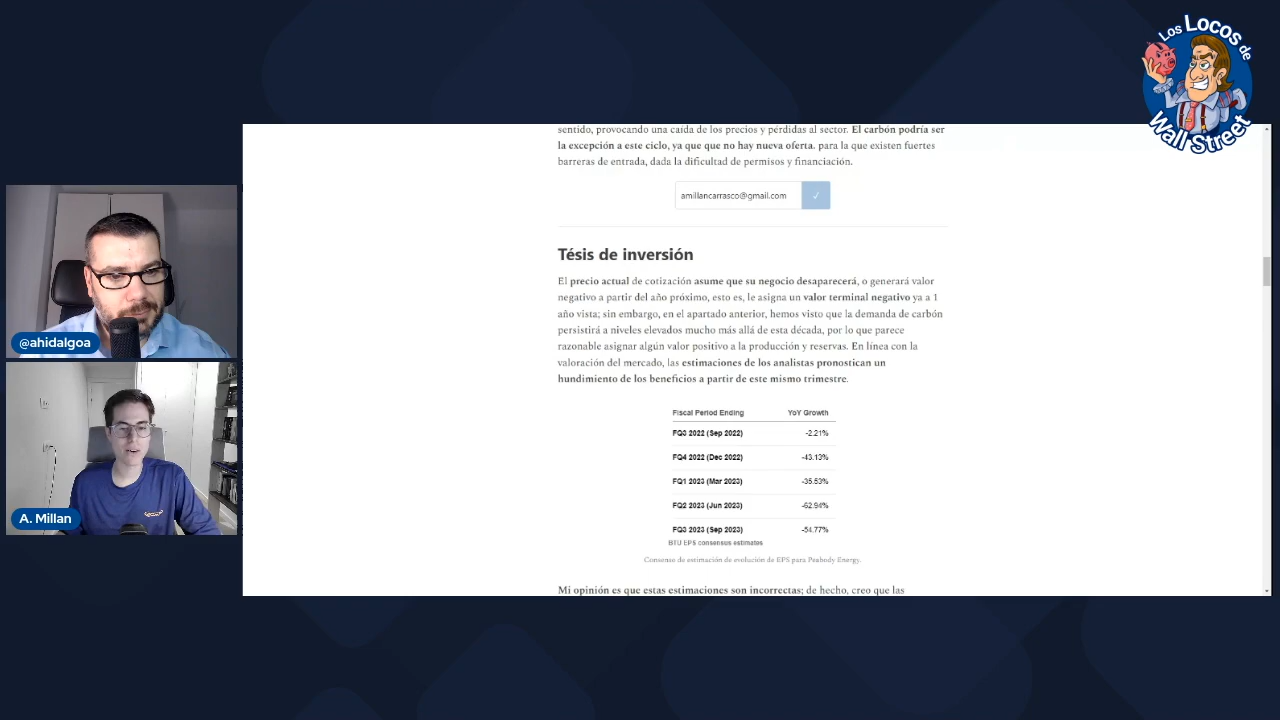 Los Locos de
Wall Street
sentido, provocando una caída de los precios y pérdidas al sector. El carbón podría ser
la excepción a este ciclo, ya que que no hay nueva oferta. para la que existen fuertes
barreras de entrada, dada la dificultad de permisos y financiación.
amillancarrasco@gmail.com
Tésis de inversión
El precio actual de cotización asume que su negocio desaparecerá, o generará valor
negativo a partir del año próximo, esto es, le asigna un valor terminal negativo ya a 1
año vista; sin embargo, en el apartado anterior, hemos visto que la demanda de carbón
persistirá a niveles elevados mucho más allá de esta década, por lo que parece
razonable asignar algún valor positivo a la producción y reservas. En línea con la
valoración del mercado, las estimaciones de los analistas pronostican un
hundimiento de los beneficios a partir de este mismo trimestre.
Fiscal Period Ending YoY Growth
FQ3 2022 (Sep 2022) -2.21%
FQ4 2022 (Dec 2022) -43.13%
FQ1 2023 (Mar 2023) -35.53%
FQ2 2023 (Jun 2023) -62.94%
FQ3 2023 (Sep 2023) -54.77%
BTU EPS consensus estimates
Consenso de estimación de evolución de EPS para Peabody Energy.
Mi opinión es que estas estimaciones son incorrectas; de hecho, creo que las
@ahidalgoa
A. Millan